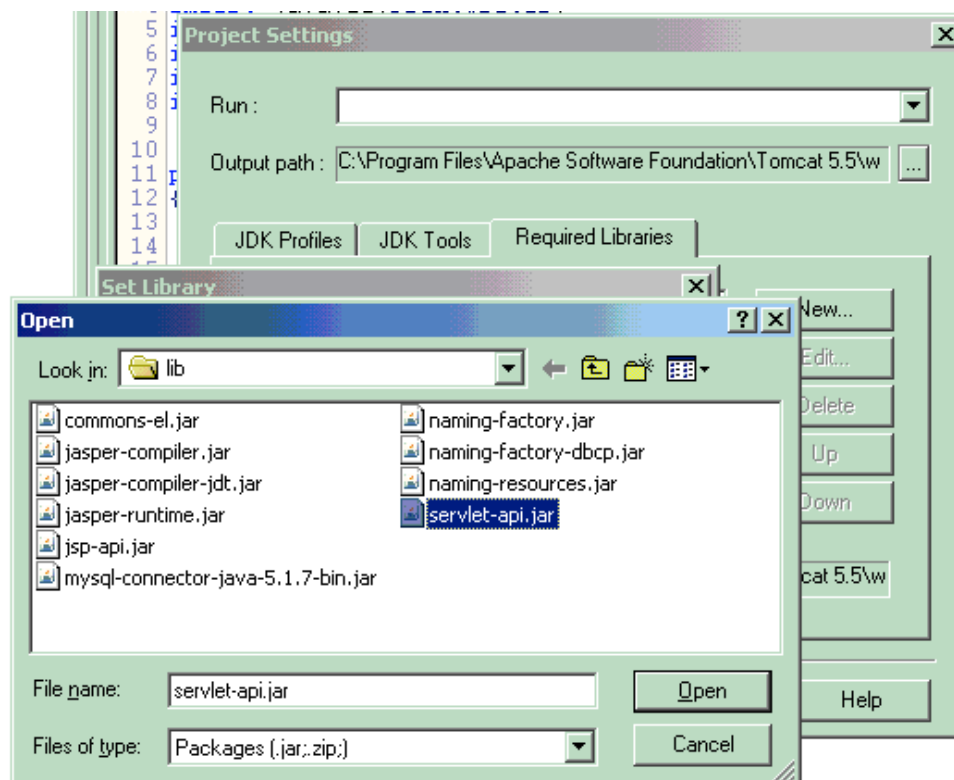 5
6
7
8
9
10
11
12
13
14
Project Settings
Run :
Output path : C:\Program Files\Apache Software Foundation\Tomcat 5.5\w ...
JDK Profiles JDK Tools Required Libraries
Set Library
New...
Edit...
Delete
Up
Down
cat 5.5\w
Help
Open
Look in: lib
commons-el.jar
jasper-compiler.jar
jasper-compiler-jdt.jar
jasper-runtime.jar
jsp-api.jar
mysql-connector-java-5.1.7-bin.jar
naming-factory.jar
naming-factory-dbcp.jar
naming-resources.jar
servlet-api.jar
File name: servlet-api.jar Open
Files of type: Packages (.jar;.zip;) Cancel